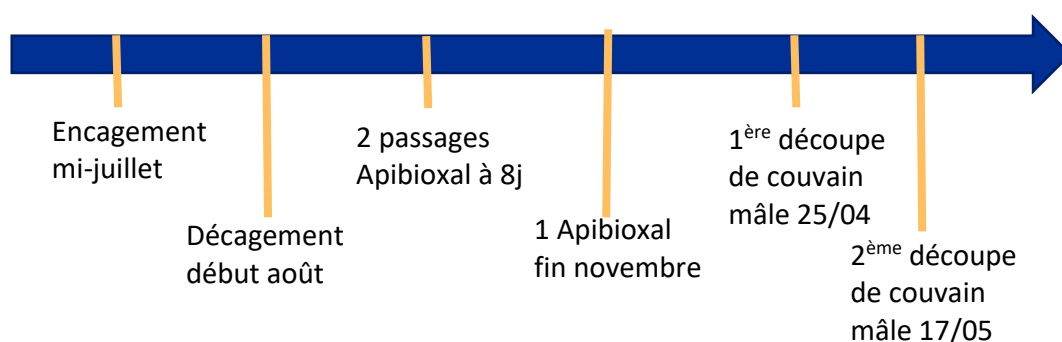 Encagement
mi-juillet
Décagement
début août
2 passages
Apibioxal à 8j
1 Apibioxal
fin novembre
1ère découpe
de couvain
mâle 25/04
2ème découpe
de couvain
mâle 17/05